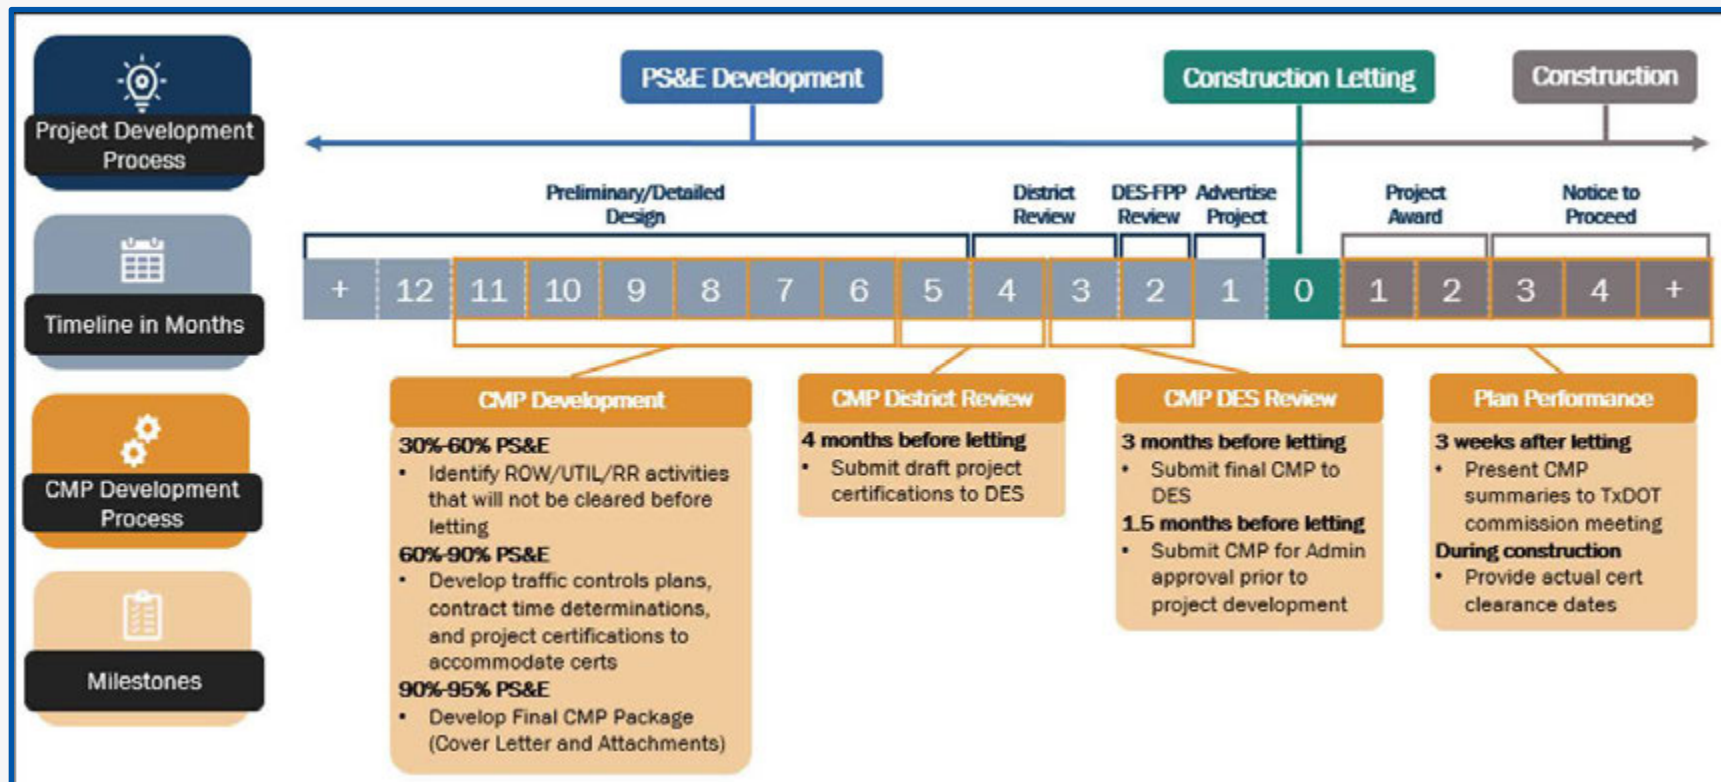 Project Development
Process
Timeline in Months
CMP Development
Process
Milestones
PS&E Development
Construction Letting
Construction
Preliminary/Detailed
Design
District
Review
DES-FPP
Review
Advertise
Project
Project
Award
Notice to
Proceed
+ 12 11 10 9 8 7 6 5 4 3 2 1 0 1 2 3 4 +
CMP Development
30%-60% PS&E
• Identify ROW/UTIL/RR activities
that will not be cleared before
letting
60%-90% PS&E
• Develop traffic controls plans,
contract time determinations,
and project certifications to
accommodate certs
90%-95% PS&E
• Develop Final CMP Package
(Cover Letter and Attachments)
CMP District Review
4 months before letting
• Submit draft project
certifications to DES
CMP DES Review
3 months before letting
• Submit final CMP to
DES
1.5 months before letting
• Submit CMP for Admin
approval prior to
project development
Plan Performance
3 weeks after letting
• Present CMP
summaries to TxDOT
commission meeting
During construction
• Provide actual cert
clearance dates